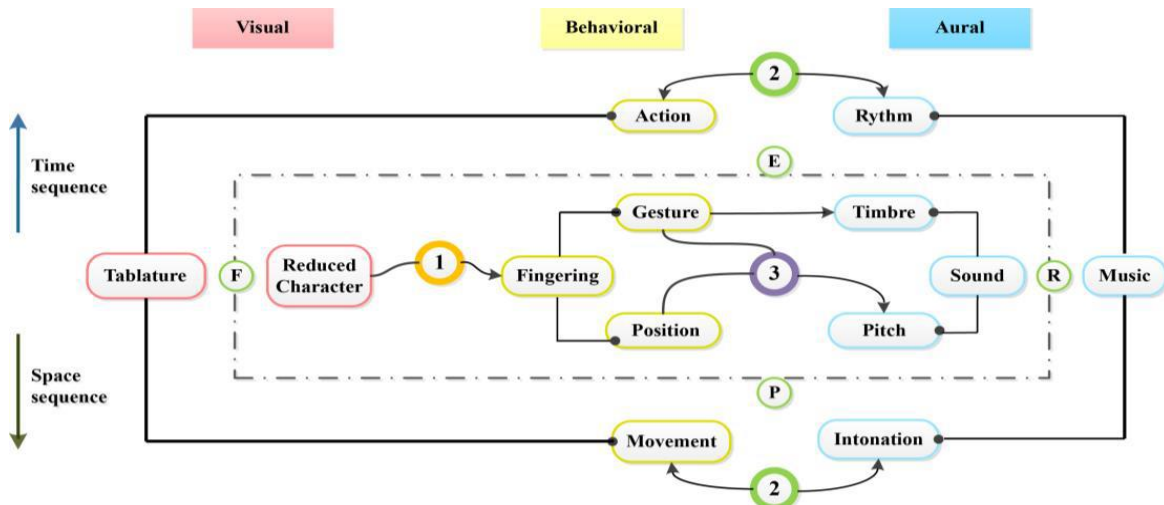 Visual
Behavioral
Aural
2
Action
Rythm
Time
sequence
E
Gesture
Timbre
Tablature
F
Reduced
Character
1
Fingering
3
Sound
R
Music
Position
Pitch
Space
sequence
P
Movement
Intonation
2